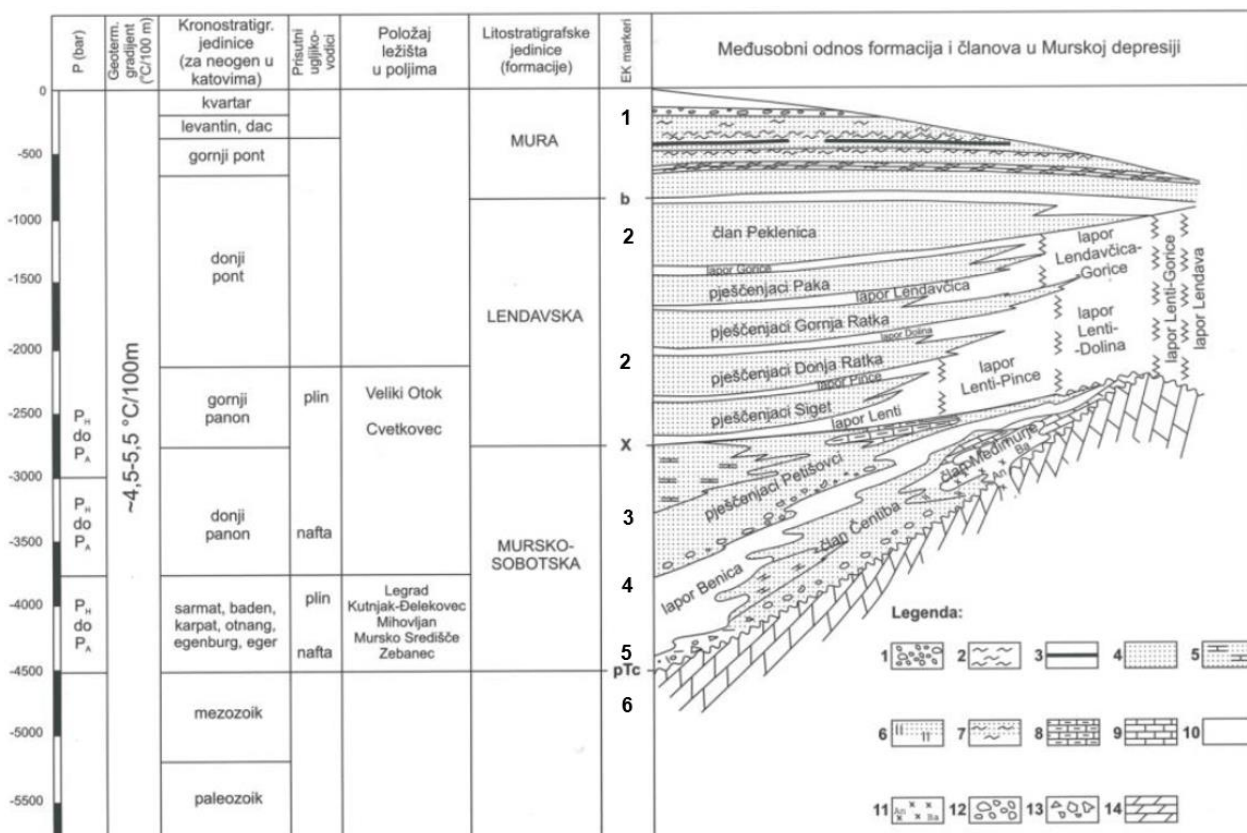 P (bar)
Geoterm.
gradijent
(°C/100 m)
Kronostratigr.
jedinice
(za neogen u
katovima)
Prisutni
ugljiko-
vodici
Položaj
ležišta
u poljima
Litostratigrafske
jedinice
(formacije)
EK markeri
Međusobni odnos formacija i članova u Murskoj depresiji
0
-500
-1000
-1500
-2000
-2500
-3000
-3500
-4000
-4500
-5000
-5500
PH
do
PA
PH
do
PA
PH
do
PA
~4,5-5,5 °C/100m
kvartar
levantin, dac
gornji pont
donji
pont
gornji
panon
donji
panon
sarmat, baden,
karpat, otnang,
egenburg, eger
mezozoik
paleozoik
plin
nafta
plin
nafta
Veliki Otok
Cvetkovec
Legrad
Kutnjak-Đelekovec
Mihovljan
Mursko Središče
Zebanec
MURA
LENDAVSKA
MURSKO-
SOBOTSKA
1
b
2
2
X
3
4
5
pTc
6
član Peklenica
lapor Gorice
pješčenjaci Paka
lapor Lendavčica
pješčenjaci Gornja Ratka
lapor Dolina
pješčenjaci Donja Ratka
lapor Pince
pješčenjaci Siget
lapor Lenti
lapor
Lenti-Pince
lapor
Lendavčica-
Gorice
lapor
Lenti-
-Dolina
lapor Lenti-Gorice
lapor Lendava
pješčenjaci Petišovci
član Međimurje
An
Ba
An
član Čentiba
lapor Benica
Legenda:
1
2
3
4
5
6
7
8
9
10
11 An Ba
12
13
14